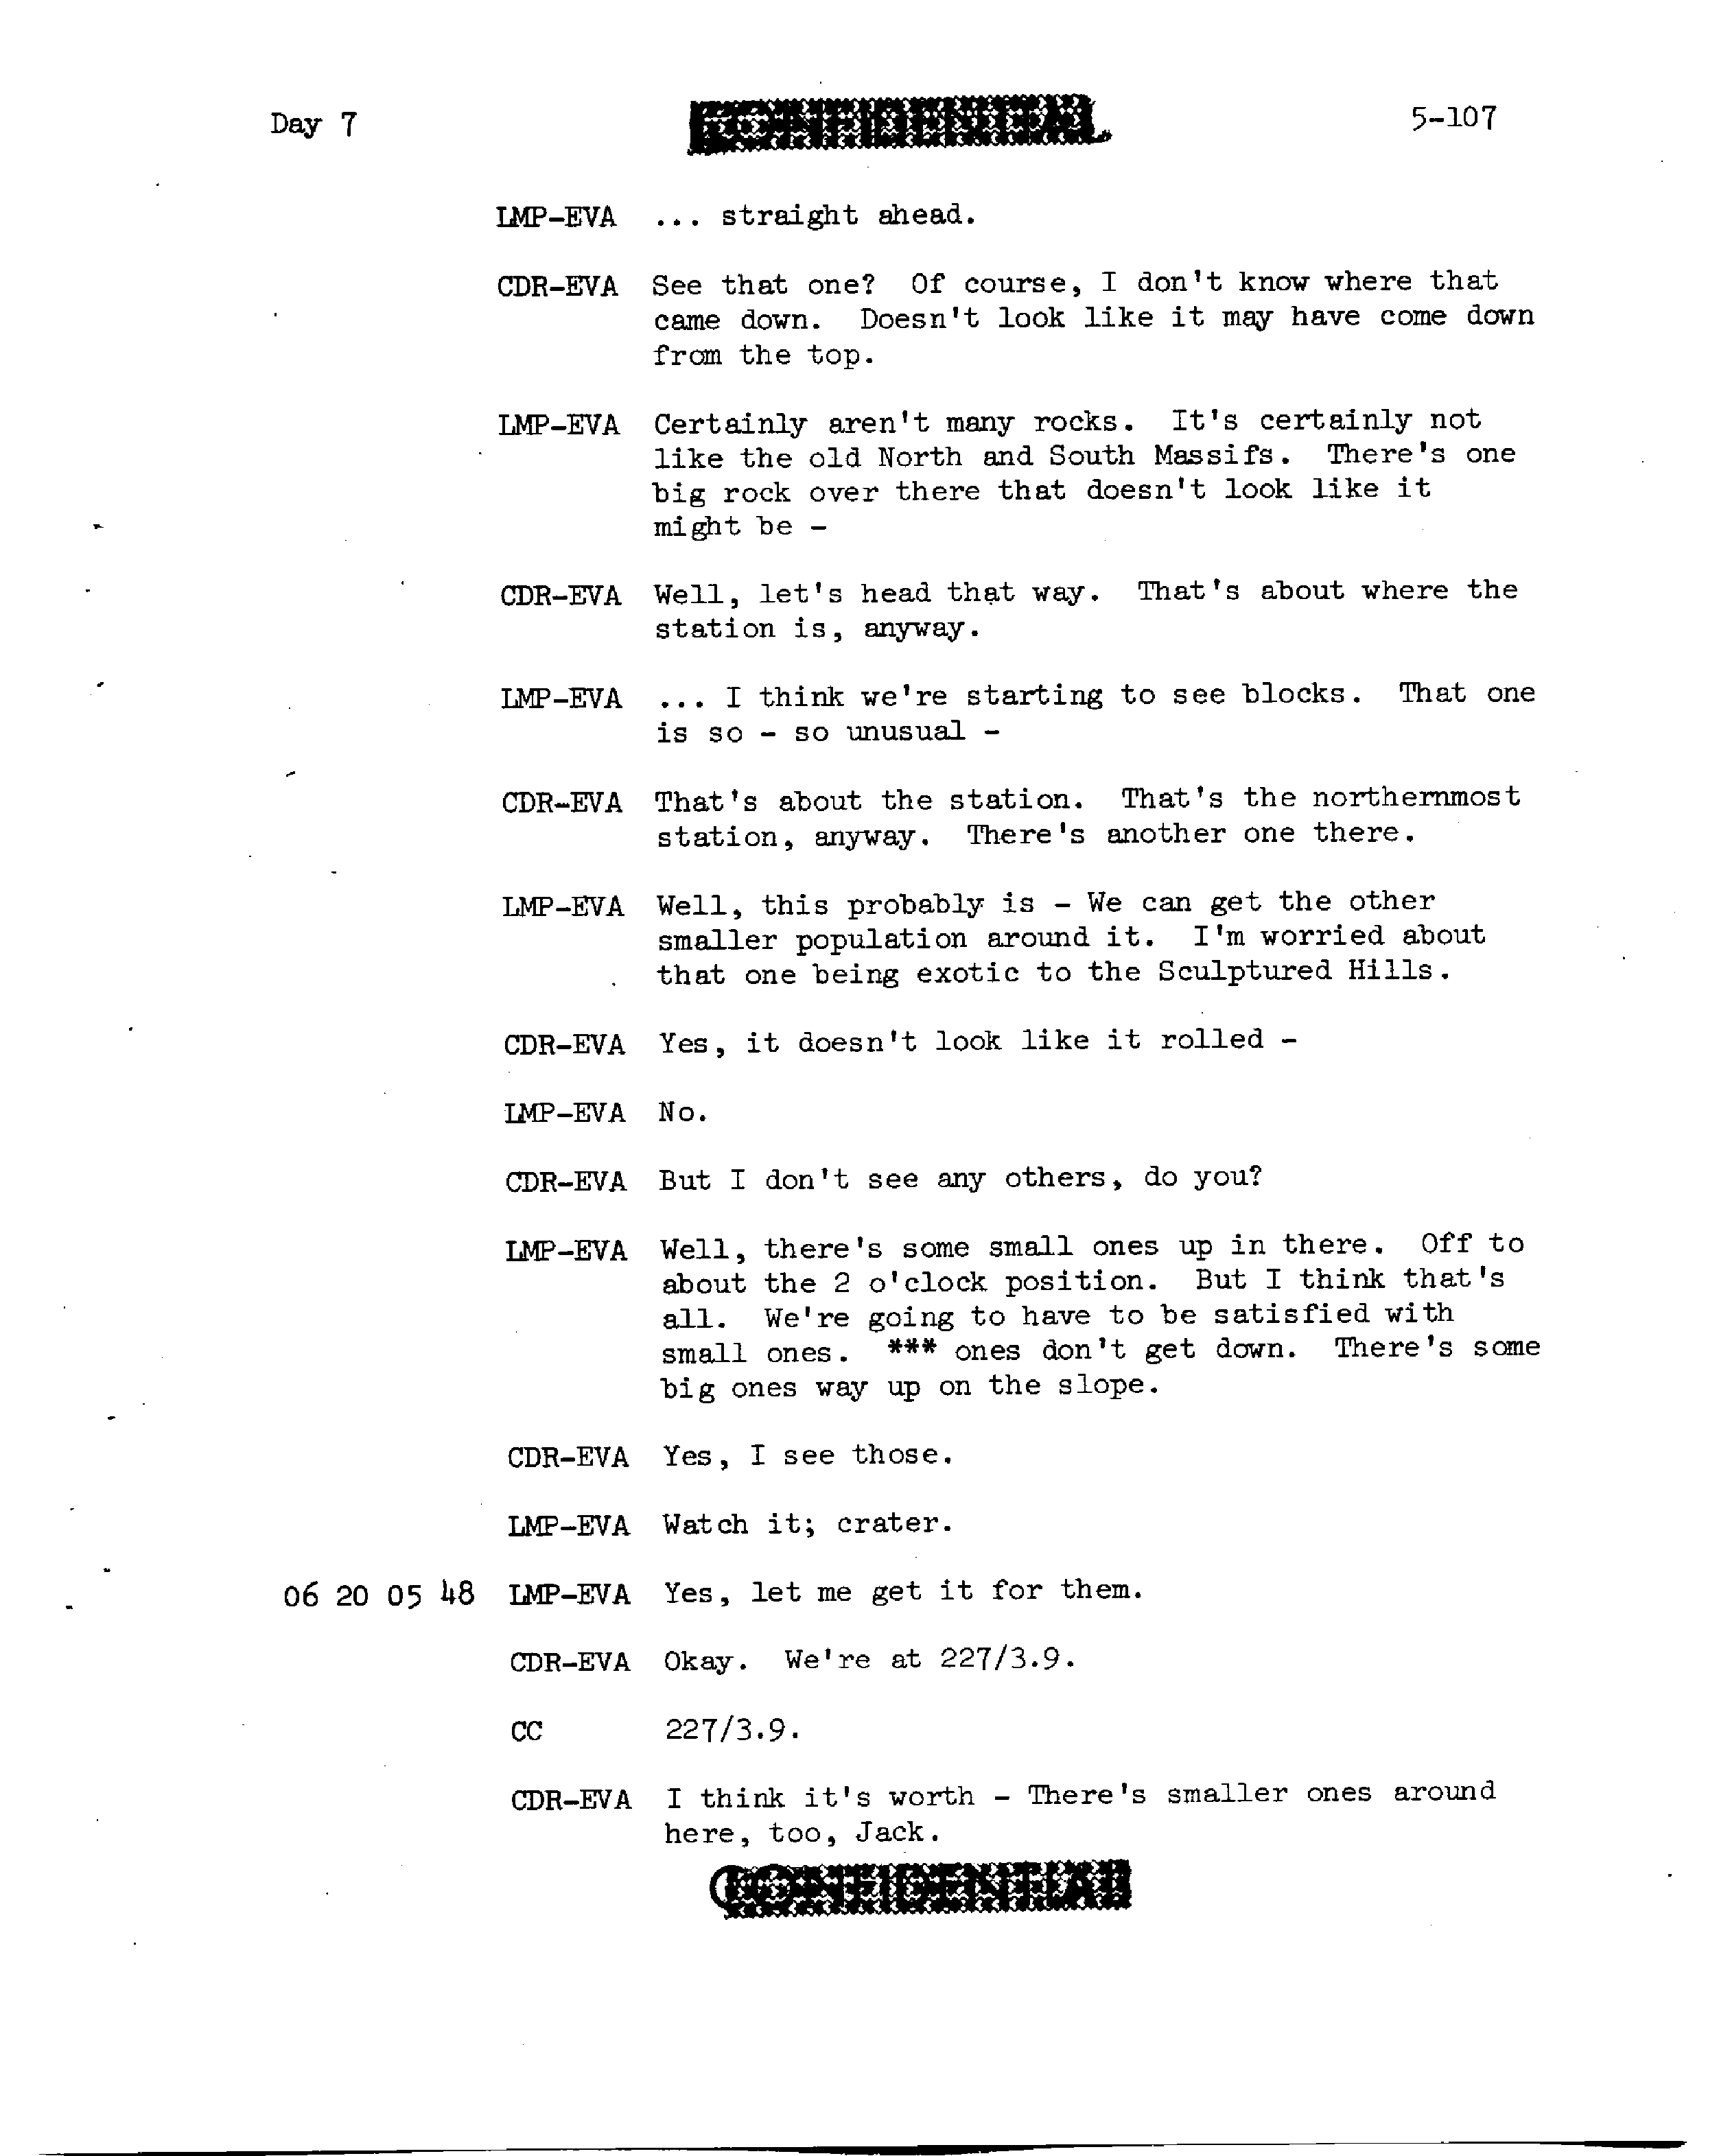 Day 7
CONFIDENTIAL
5-107
LMP-EVA ... straight ahead.
CDR-EVA See that one? Of course, I don't know where that
came down. Doesn't look like it may have come down
from the top.
LMP-EVA Certainly aren't many rocks. It's certainly not
like the old North and South Massifs. There's one
big rock over there that doesn't look like it
might be -
CDR-EVA Well, let's head that way. That's about where the
station is, anyway.
LMP-EVA ... I think we're starting to see blocks. That one
is so - so unusual -
CDR-EVA That's about the station. That's the northernmost
station, anyway. There's another one there.
LMP-EVA Well, this probably is - We can get the other
smaller population around it. I'm worried about
that one being exotic to the Sculptured Hills.
CDR-EVA Yes, it doesn't look like it rolled -
LMP-EVA No.
CDR-EVA But I don't see any others, do you?
LMP-EVA Well, there's some small ones up in there. Off to
about the 2 o'clock position. But I think that's
all. We're going to have to be satisfied with
small ones. *** ones don't get down. There's some
big ones way up on the slope.
CDR-EVA Yes, I see those.
LMP-EVA Watch it; crater.
06 20 05 48 LMP-EVA Yes, let me get it for them.
CDR-EVA Okay. We're at 227/3.9.
CC 227/3.9.
CDR-EVA I think it's worth - There's smaller ones around
here, too, Jack.
CONFIDENTIAL